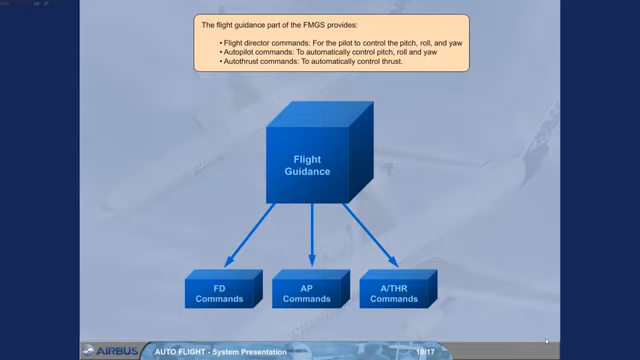 The flight guidance part of the FMGS provides:
• Flight director commands: For the pilot to control the pitch, roll, and yaw
• Autopilot commands: To automatically control pitch, roll and yaw
• Autothrust commands: To automatically control thrust.
Flight
Guidance
FD
Commands
AP
Commands
A/THR
Commands
AIRBUS
AUTO FLIGHT - System Presentation
10/17